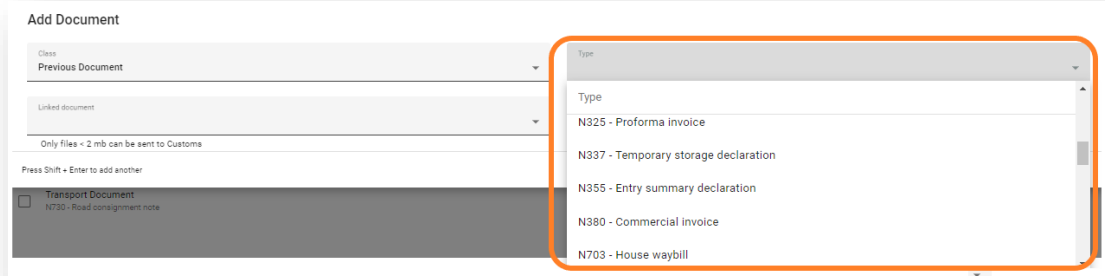 Add Document
Class
Previous Document
Linked document
Only files < 2 mb can be sent to Customs
Press Shift + Enter to add another
Transport Document
N730 - Road consignment note
Type
Type
N325 - Proforma invoice
N337 - Temporary storage declaration
N355 - Entry summary declaration
N380 - Commercial invoice
N703 - House waybill